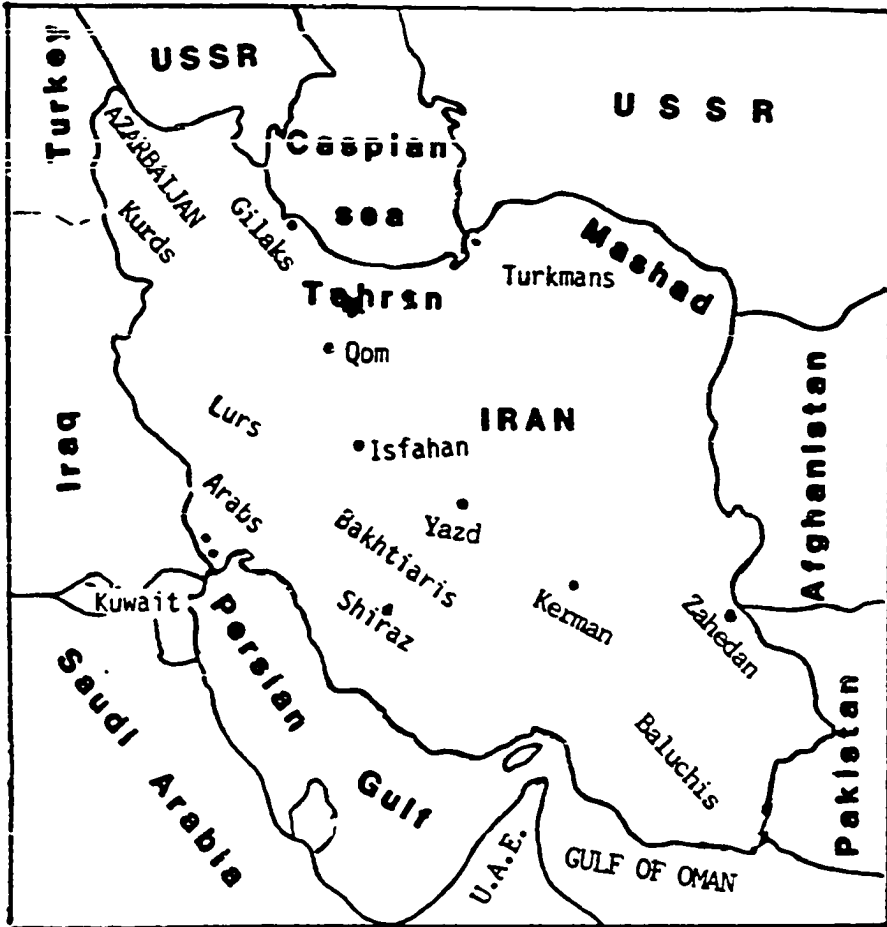 Turkey
USSR
USSR
Caspian
sea
AZARBAIJAN
Kurds
Gilaks
Mashad
Turkmans
Tehran
Qom
Lurs
IRAN
Isfahan
Iraq
Afghanistan
Arabs
Yazd
Bakhtiaris
Kuwait
Shiraz
Kerman
Zahedan
Persian
Gulf
Saudi
Arabia
Baluchis
Pakistan
U.A.E.
GULF OF OMAN